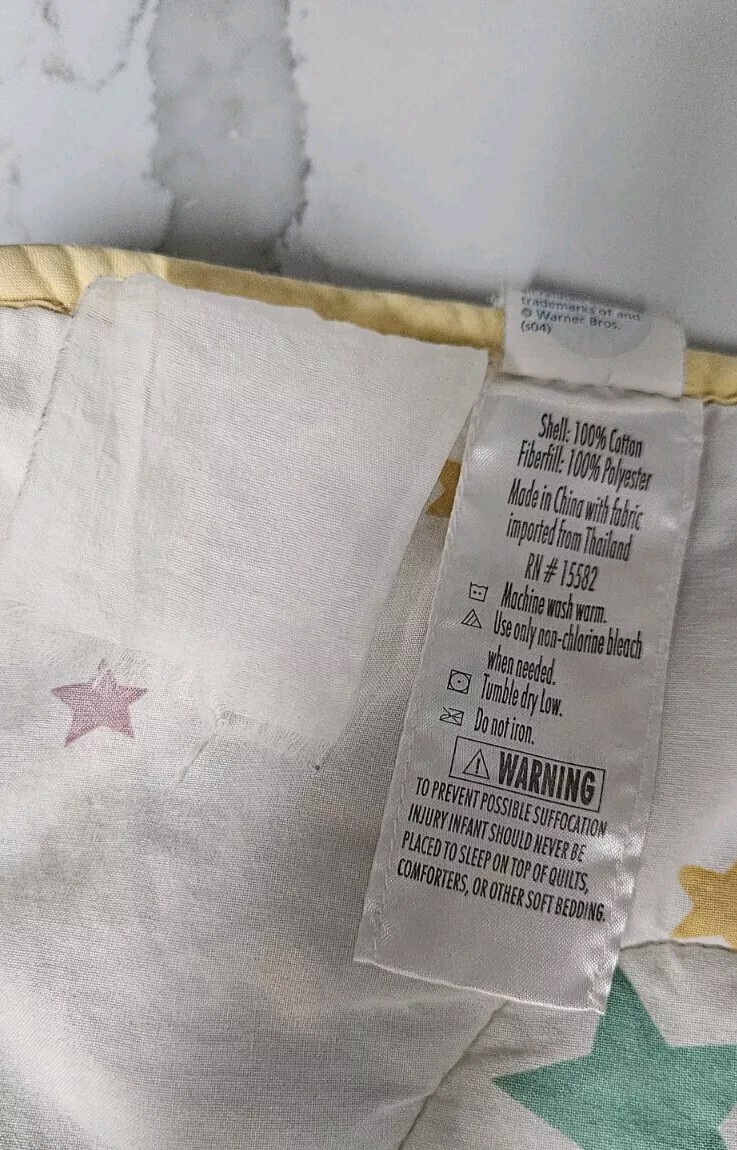 trademarks of and
© Warner Bros.
(s04)
Shell: 100% Cotton
Fiberfill: 100% Polyester
Made in China with fabric
imported from Thailand
RN # 15582
Machine wash warm.
Use only non-chlorine bleach
when needed.
Tumble dry Low.
Do not iron.
WARNING
TO PREVENT POSSIBLE SUFFOCATION
INJURY INFANT SHOULD NEVER BE
PLACED TO SLEEP ON TOP OF QUILTS,
COMFORTERS, OR OTHER SOFT BEDDING.